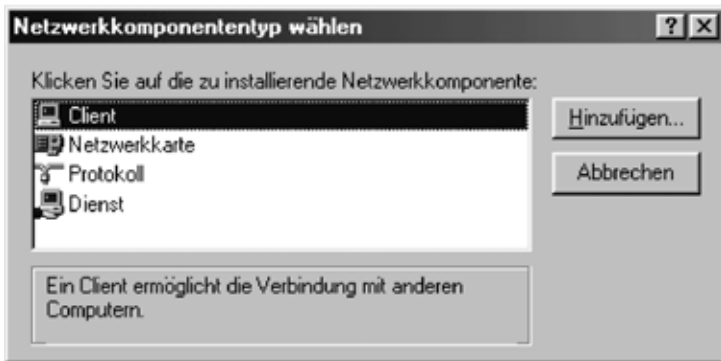 Netzwerkkomponententyp wählen
Klicken Sie auf die zu installierende Netzwerkkomponente:
Client
Netzwerkkarte
Protokoll
Dienst
Hinzufügen...
Abbrechen
Ein Client ermöglicht die Verbindung mit anderen
Computern.